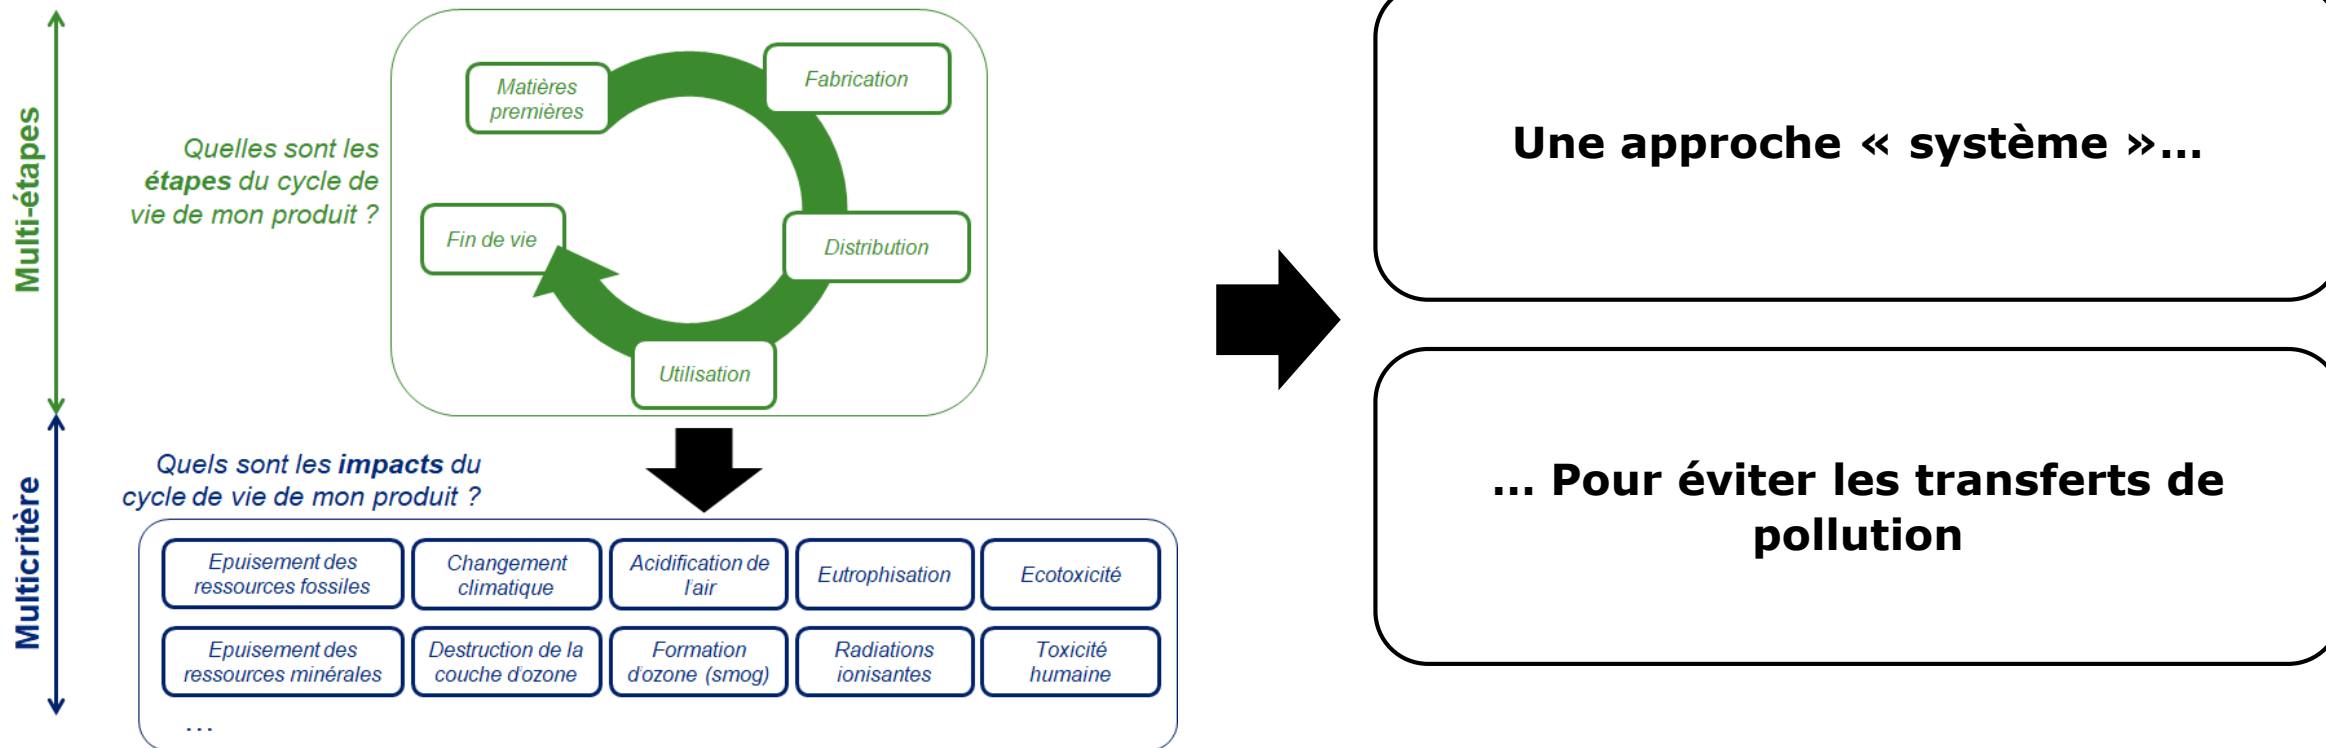 Multi-étapes
Quelles sont les
étapes du cycle de
vie de mon produit ?
Matières
premières
Fabrication
Distribution
Utilisation
Fin de vie
Multicritère
Quels sont les impacts du
cycle de vie de mon produit ?
Epuisement des
ressources fossiles
Changement
climatique
Acidification de
l'air
Eutrophisation
Ecotoxicité
Epuisement des
ressources minérales
Destruction de la
couche d'ozone
Formation
d'ozone (smog)
Radiations
ionisantes
Toxicité
humaine
...
Une approche « système »...
... Pour éviter les transferts de
pollution